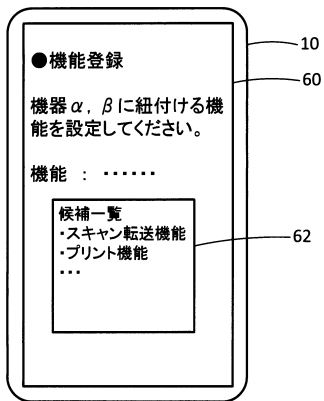 ●機能登録
機器α，βに紐付ける機
能を設定してください。
機能 ： ‥‥‥
候補一覧
・スキャン転送機能
・プリント機能
・・・
10
60
62